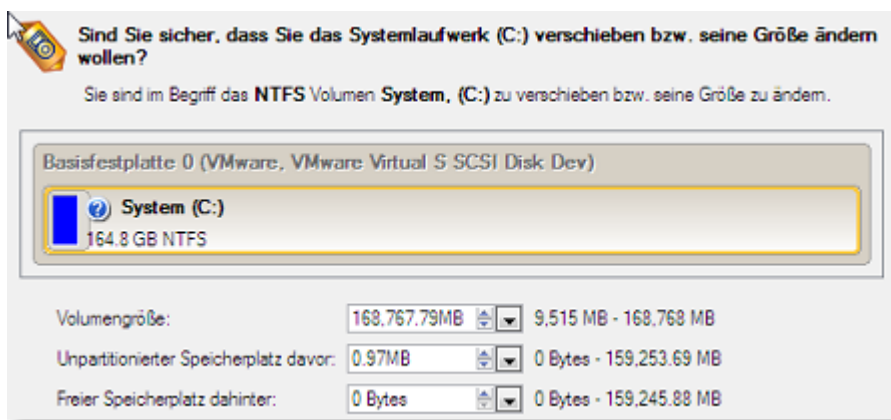 Sind Sie sicher, dass Sie das Systemlaufwerk (C:) verschieben bzw. seine Größe ändern
wollen?
Sie sind im Begriff das NTFS Volumen System, (C:) zu verschieben bzw. seine Größe zu ändern.
Basisfestplatte 0 (VMware, VMware Virtual S SCSI Disk Dev)
System (C:)
164.8 GB NTFS
Volumengröße: 168,767.79MB 9,515 MB - 168,768 MB
Unpartitionierter Speicherplatz davor: 0.97MB 0 Bytes - 159,253.69 MB
Freier Speicherplatz dahinter: 0 Bytes 0 Bytes - 159,245.88 MB